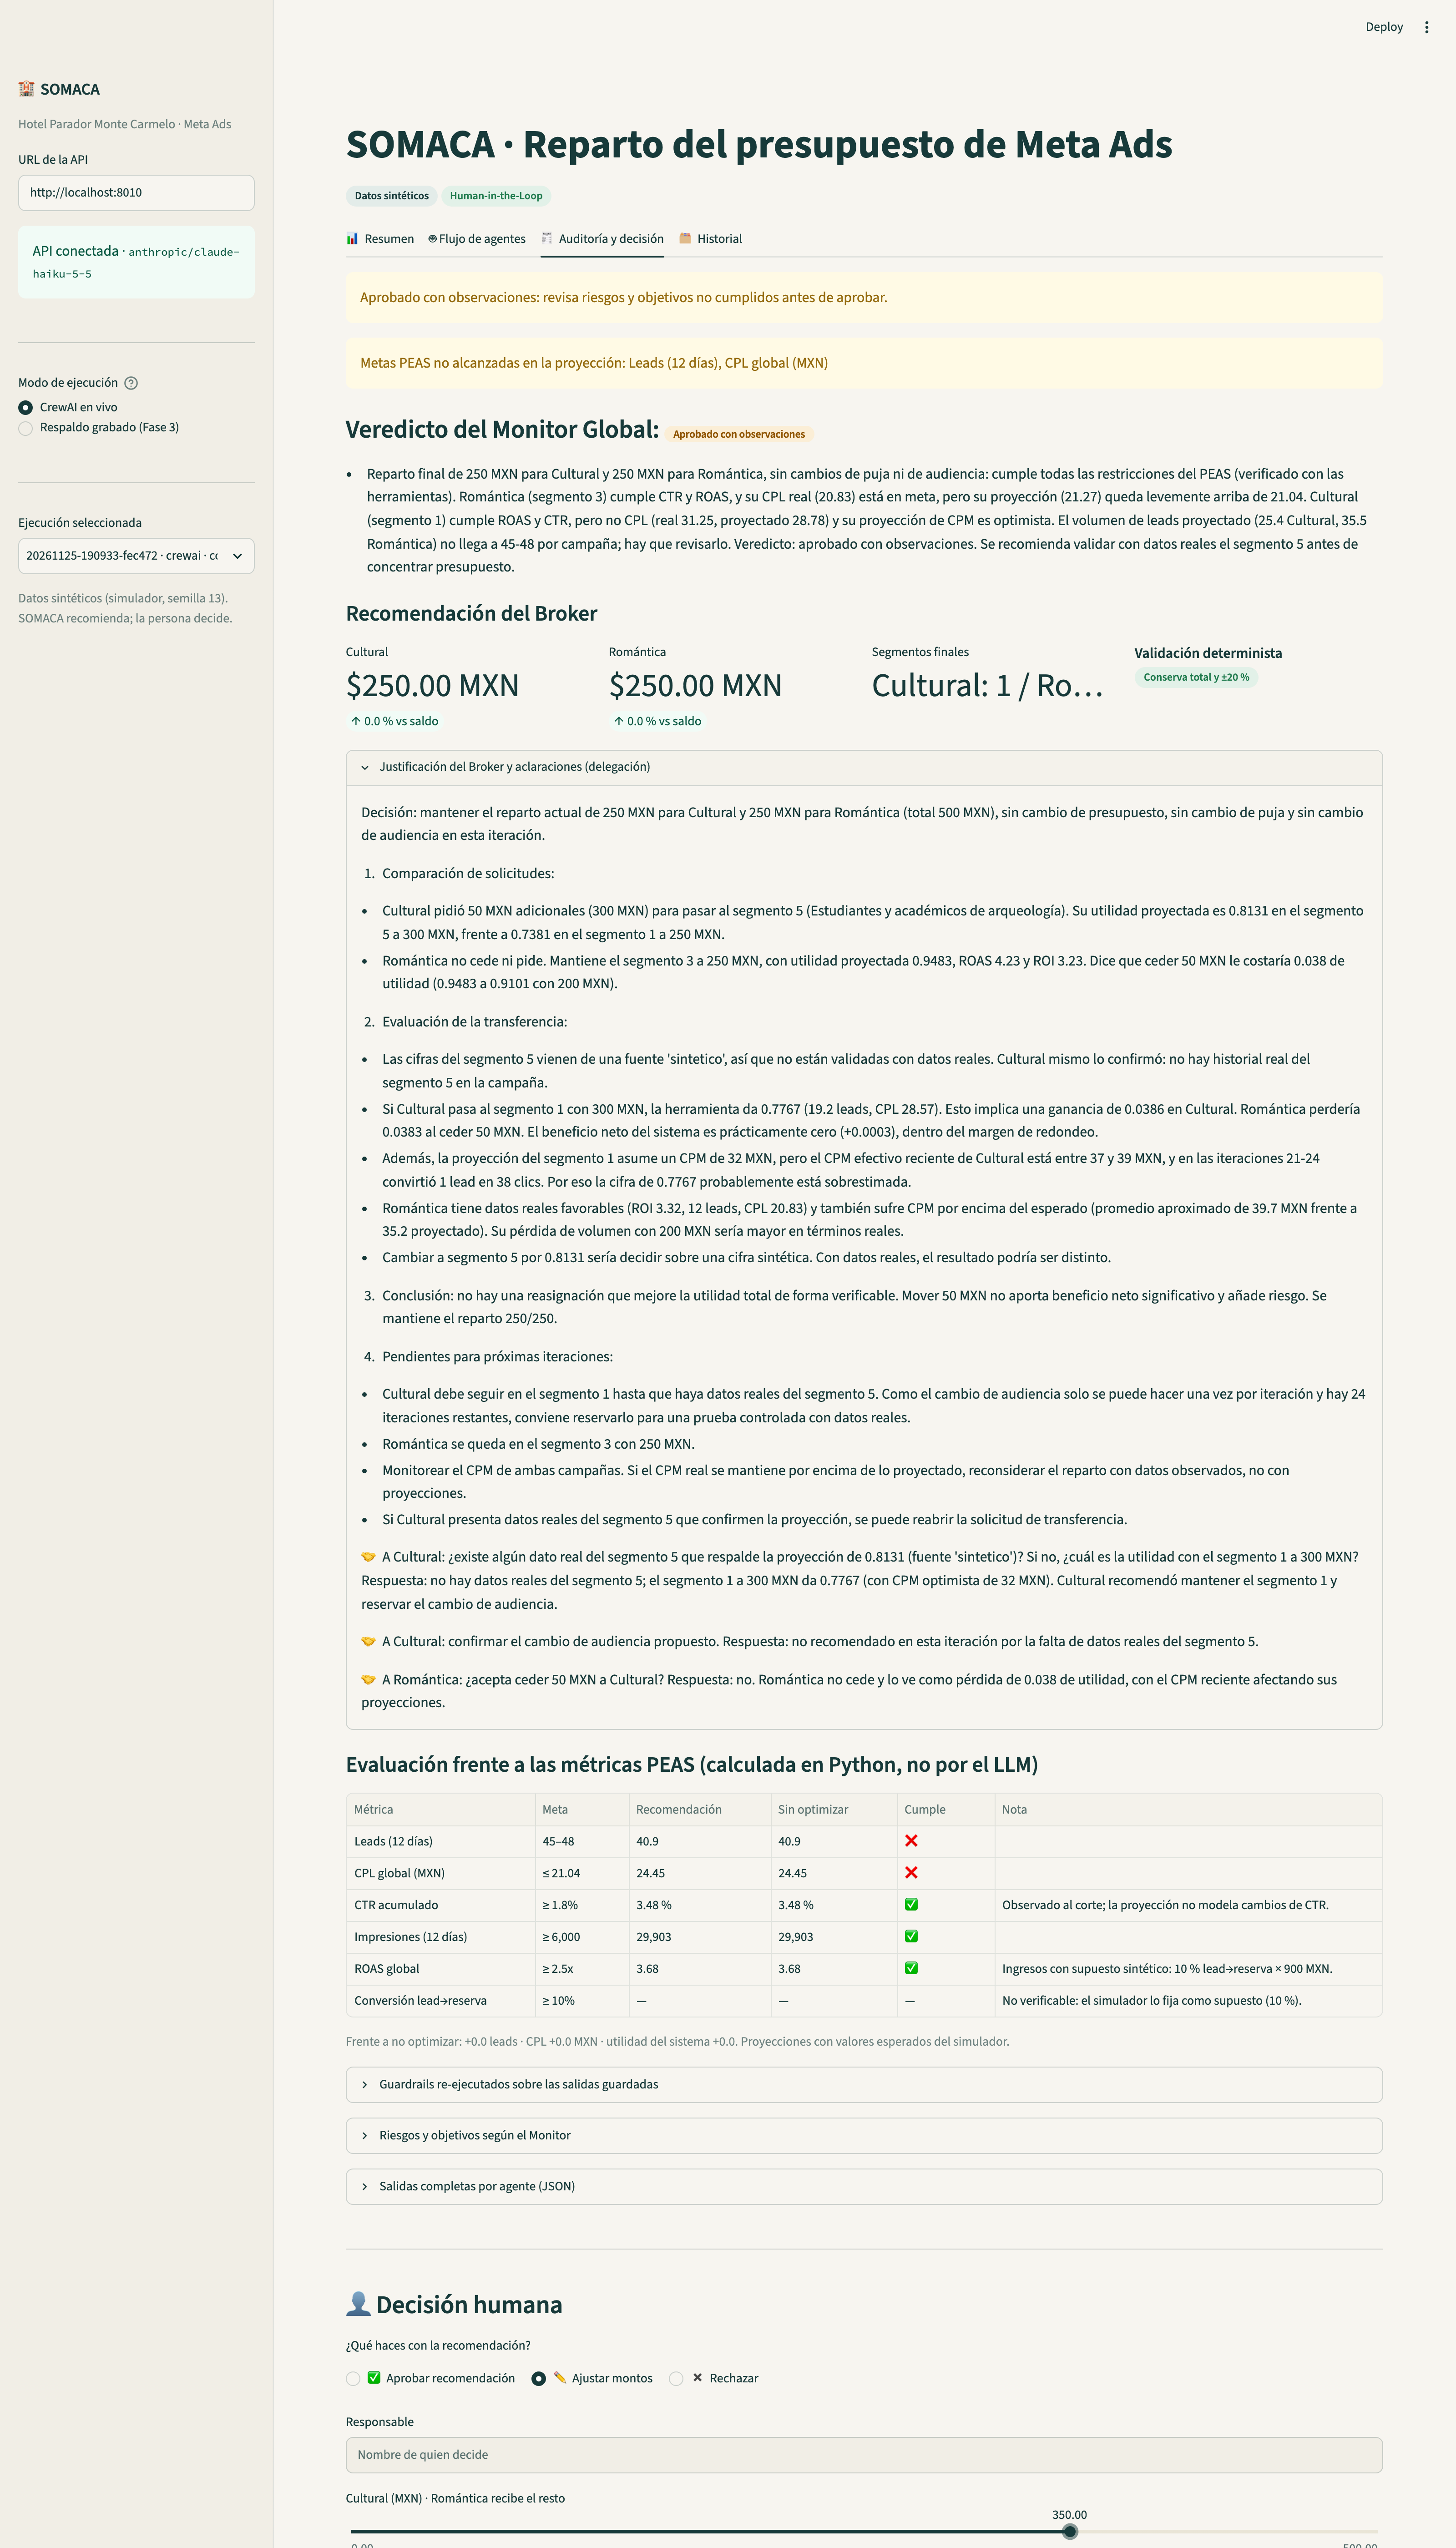 Deploy
SOMACA
Hotel Parador Monte Carmelo · Meta Ads
URL de la API
http://localhost:8010
API conectada · anthropic/claude-
haiku-5-5
Modo de ejecución
CrewAI en vivo
Respaldo grabado (Fase 3)
Ejecución seleccionada
20261125-190933-fec472 · crewai · cc
Datos sintéticos (simulador, semilla 13).
SOMACA recomienda; la persona decide.
SOMACA · Reparto del presupuesto de Meta Ads
Datos sintéticos
Human-in-the-Loop
Resumen
Flujo de agentes
Auditoría y decisión
Historial
Aprobado con observaciones: revisa riesgos y objetivos no cumplidos antes de aprobar.
Metas PEAS no alcanzadas en la proyección: Leads (12 días), CPL global (MXN)
Veredicto del Monitor Global: Aprobado con observaciones
• Reparto final de 250 MXN para Cultural y 250 MXN para Romántica, sin cambios de puja ni de audiencia: cumple todas las restricciones del PEAS (verificado con las
herramientas). Romántica (segmento 3) cumple CTR y ROAS, y su CPL real (20.83) está en meta, pero su proyección (21.27) queda levemente arriba de 21.04. Cultural
(segmento 1) cumple ROAS y CTR, pero no CPL (real 31.25, proyectado 28.78) y su proyección de CPM es optimista. El volumen de leads proyectado (25.4 Cultural, 35.5
Romántica) no llega a 45-48 por campaña; hay que revisarlo. Veredicto: aprobado con observaciones. Se recomienda validar con datos reales el segmento 5 antes de
concentrar presupuesto.
Recomendación del Broker
Cultural
$250.00 MXN
↑ 0.0 % vs saldo
Romántica
$250.00 MXN
↑ 0.0 % vs saldo
Segmentos finales
Cultural: 1 / Ro…
Validación determinista
Conserva total y ±20 %
Justificación del Broker y aclaraciones (delegación)
Decisión: mantener el reparto actual de 250 MXN para Cultural y 250 MXN para Romántica (total 500 MXN), sin cambio de presupuesto, sin cambio de puja y sin cambio
de audiencia en esta iteración.
1. Comparación de solicitudes:
• Cultural pidió 50 MXN adicionales (300 MXN) para pasar al segmento 5 (Estudiantes y académicos de arqueología). Su utilidad proyectada es 0.8131 en el segmento
5 a 300 MXN, frente a 0.7381 en el segmento 1 a 250 MXN.
• Romántica no cede ni pide. Mantiene el segmento 3 a 250 MXN, con utilidad proyectada 0.9483, ROAS 4.23 y ROI 3.23. Dice que ceder 50 MXN le costaría 0.038 de
utilidad (0.9483 a 0.9101 con 200 MXN).
2. Evaluación de la transferencia:
• Las cifras del segmento 5 vienen de una fuente 'sintetico', así que no están validadas con datos reales. Cultural mismo lo confirmó: no hay historial real del
segmento 5 en la campaña.
• Si Cultural pasa al segmento 1 con 300 MXN, la herramienta da 0.7767 (19.2 leads, CPL 28.57). Esto implica una ganancia de 0.0386 en Cultural. Romántica perdería
0.0383 al ceder 50 MXN. El beneficio neto del sistema es prácticamente cero (+0.0003), dentro del margen de redondeo.
• Además, la proyección del segmento 1 asume un CPM de 32 MXN, pero el CPM efectivo reciente de Cultural está entre 37 y 39 MXN, y en las iteraciones 21-24
convirtió 1 lead en 38 clics. Por eso la cifra de 0.7767 probablemente está sobrestimada.
• Romántica tiene datos reales favorables (ROI 3.32, 12 leads, CPL 20.83) y también sufre CPM por encima del esperado (promedio aproximado de 39.7 MXN frente a
35.2 proyectado). Su pérdida de volumen con 200 MXN sería mayor en términos reales.
• Cambiar a segmento 5 por 0.8131 sería decidir sobre una cifra sintética. Con datos reales, el resultado podría ser distinto.
3. Conclusión: no hay una reasignación que mejore la utilidad total de forma verificable. Mover 50 MXN no aporta beneficio neto significativo y añade riesgo. Se
mantiene el reparto 250/250.
4. Pendientes para próximas iteraciones:
• Cultural debe seguir en el segmento 1 hasta que haya datos reales del segmento 5. Como el cambio de audiencia solo se puede hacer una vez por iteración y hay 24
iteraciones restantes, conviene reservarlo para una prueba controlada con datos reales.
• Romántica se queda en el segmento 3 con 250 MXN.
• Monitorear el CPM de ambas campañas. Si el CPM real se mantiene por encima de lo proyectado, reconsiderar el reparto con datos observados, no con
proyecciones.
• Si Cultural presenta datos reales del segmento 5 que confirmen la proyección, se puede reabrir la solicitud de transferencia.
🤝 A Cultural: ¿existe algún dato real del segmento 5 que respalde la proyección de 0.8131 (fuente 'sintetico')? Si no, ¿cuál es la utilidad con el segmento 1 a 300 MXN?
Respuesta: no hay datos reales del segmento 5; el segmento 1 a 300 MXN da 0.7767 (con CPM optimista de 32 MXN). Cultural recomendó mantener el segmento 1 y
reservar el cambio de audiencia.
🤝 A Cultural: confirmar el cambio de audiencia propuesto. Respuesta: no recomendado en esta iteración por la falta de datos reales del segmento 5.
🤝 A Romántica: ¿acepta ceder 50 MXN a Cultural? Respuesta: no. Romántica no cede y lo ve como pérdida de 0.038 de utilidad, con el CPM reciente afectando sus
proyecciones.
Evaluación frente a las métricas PEAS (calculada en Python, no por el LLM)
Métrica Meta Recomendación Sin optimizar Cumple Nota
Leads (12 días) 45–48 40.9 40.9 ❌
CPL global (MXN) ≤ 21.04 24.45 24.45 ❌
CTR acumulado ≥ 1.8% 3.48 % 3.48 % ✅ Observado al corte; la proyección no modela cambios de CTR.
Impresiones (12 días) ≥ 6,000 29,903 29,903 ✅
ROAS global ≥ 2.5x 3.68 3.68 ✅ Ingresos con supuesto sintético: 10 % lead→reserva × 900 MXN.
Conversión lead→reserva ≥ 10% — — — No verificable: el simulador lo fija como supuesto (10 %).
Frente a no optimizar: +0.0 leads · CPL +0.0 MXN · utilidad del sistema +0.0. Proyecciones con valores esperados del simulador.
Guardrails re-ejecutados sobre las salidas guardadas
Riesgos y objetivos según el Monitor
Salidas completas por agente (JSON)
Decisión humana
¿Qué haces con la recomendación?
✅ Aprobar recomendación
✏️ Ajustar montos
✖ Rechazar
Responsable
Nombre de quien decide
Cultural (MXN) · Romántica recibe el resto
350.00
0.00
500.00